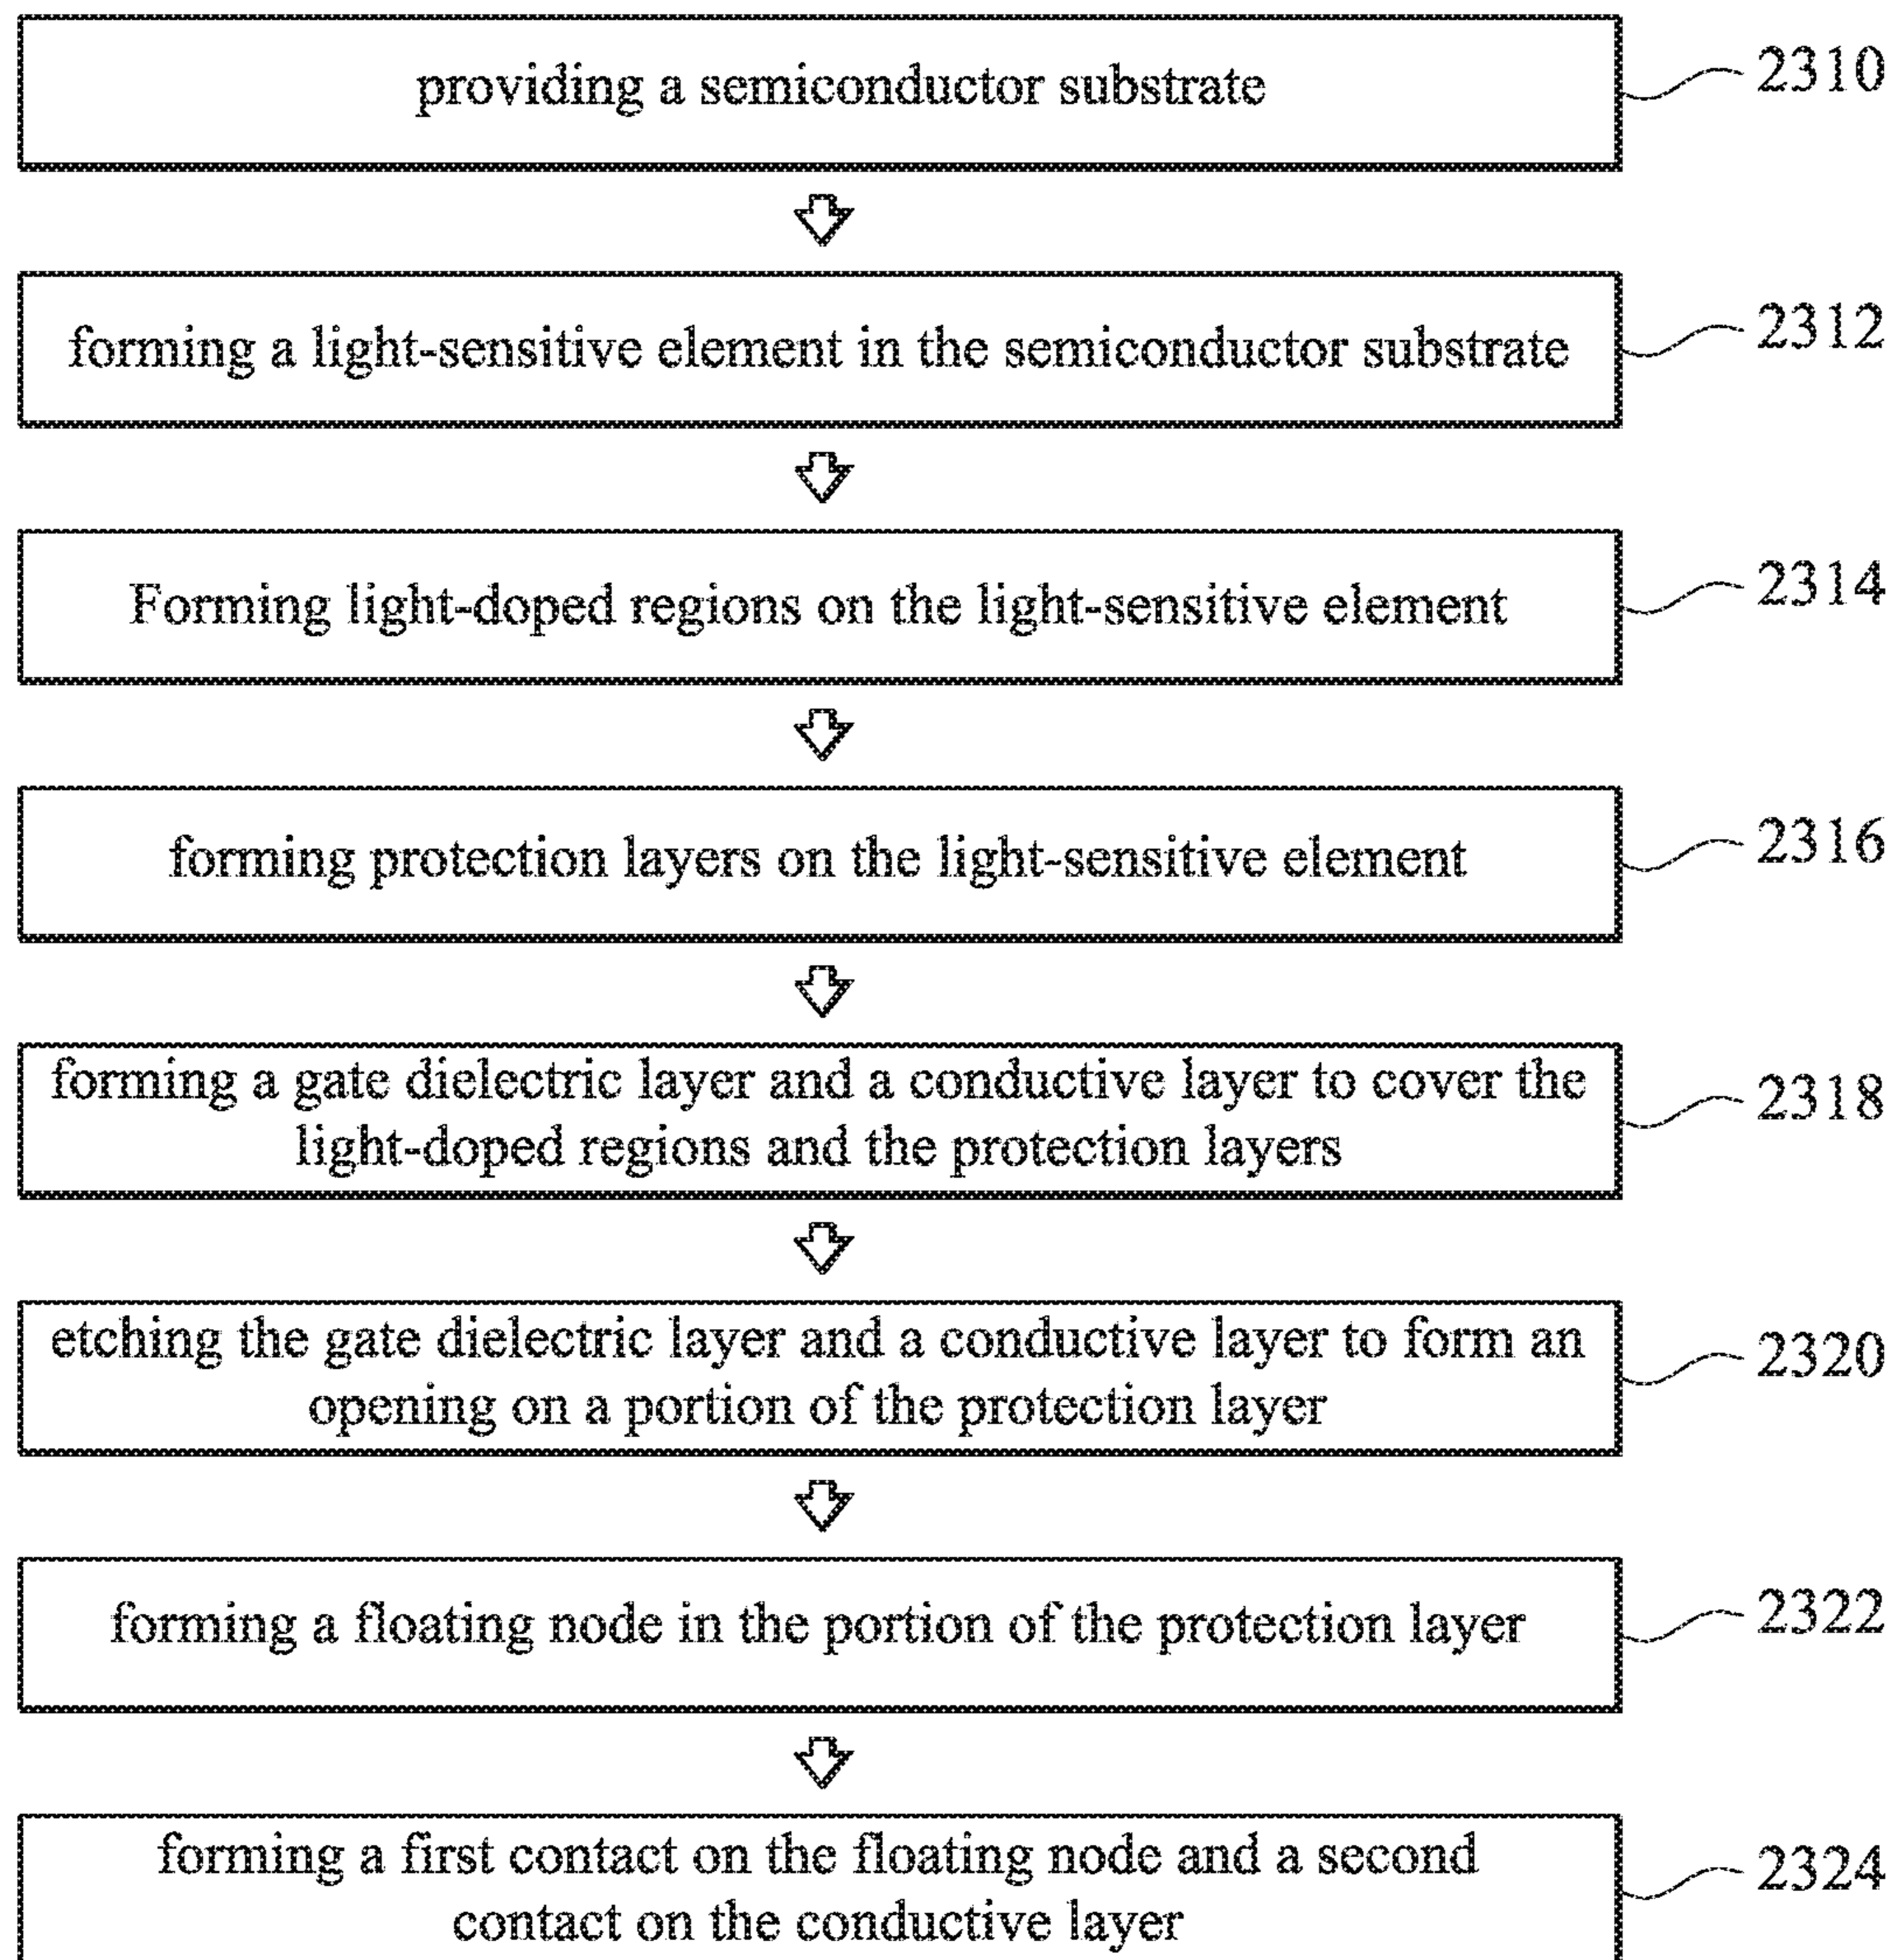 providing a semiconductor substrate
2310
forming a light-sensitive element in the semiconductor substrate
2312
Forming light-doped regions on the light-sensitive element
2314
forming protection layers on the light-sensitive element
2316
forming a gate dielectric layer and a conductive layer to cover the
light-doped regions and the protection layers
2318
etching the gate dielectric layer and a conductive layer to form an
opening on a portion of the protection layer
2320
forming a floating node in the portion of the protection layer
2322
forming a first contact on the floating node and a second
contact on the conductive layer
2324